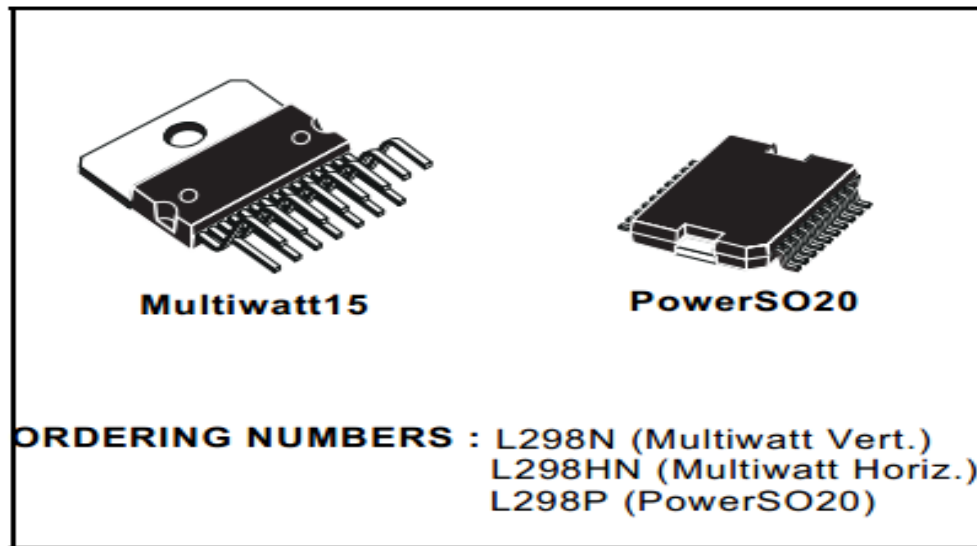 Multiwatt15
PowerSO20
ORDERING NUMBERS : L298N (Multiwatt Vert.)
L298HN (Multiwatt Horiz.)
L298P (PowerSO20)